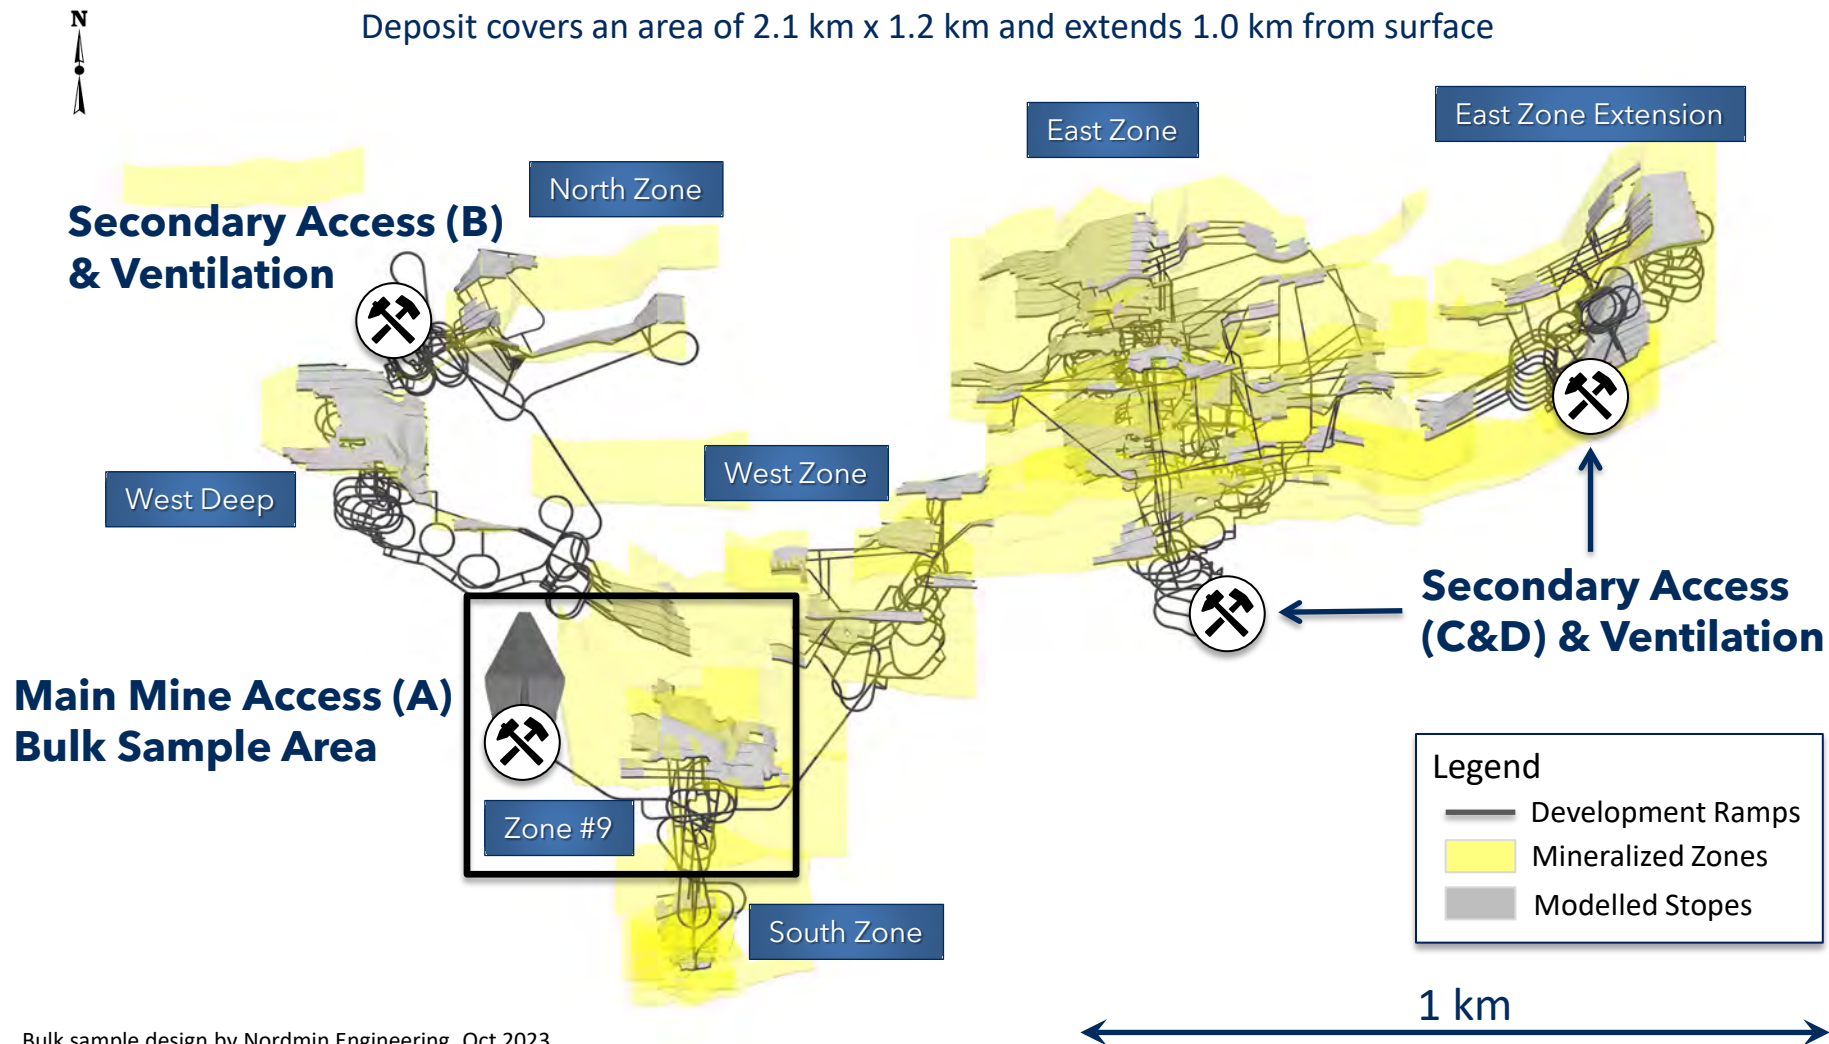 N
Deposit covers an area of 2.1 km x 1.2 km and extends 1.0 km from surface
East Zone Extension
East Zone
North Zone
Secondary Access (B)
& Ventilation
West Zone
West Deep
Secondary Access
(C&D) & Ventilation
Main Mine Access (A)
Bulk Sample Area
Zone #9
South Zone
Legend
Development Ramps
Mineralized Zones
Modelled Stopes
1 km
Bulk sample design by Nordmin Engineering, Oct 2023